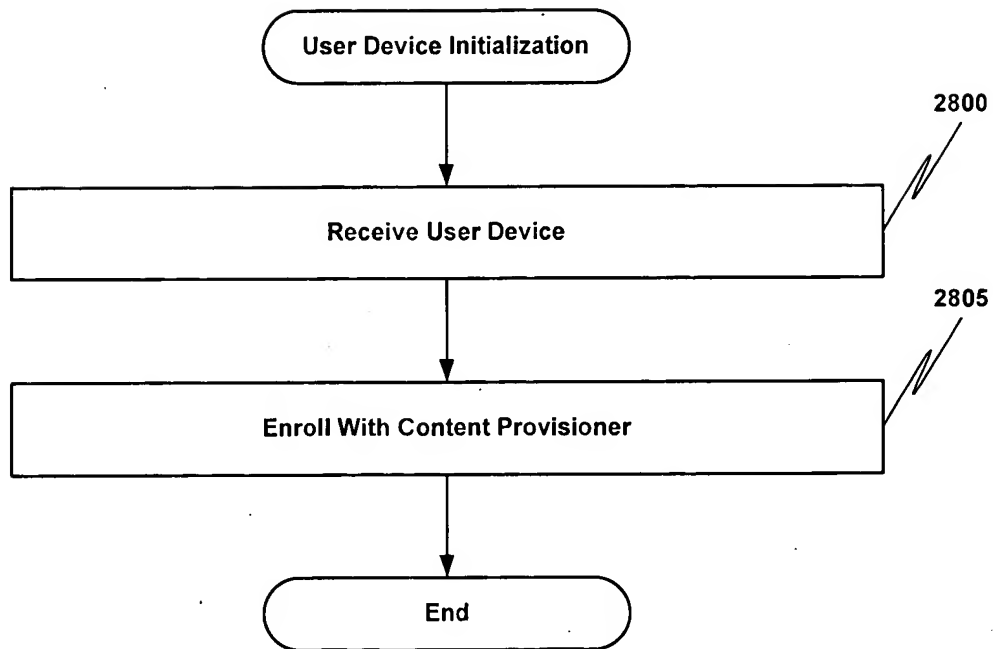 User Device Initialization
2800
Receive User Device
2805
Enroll With Content Provisioner
End